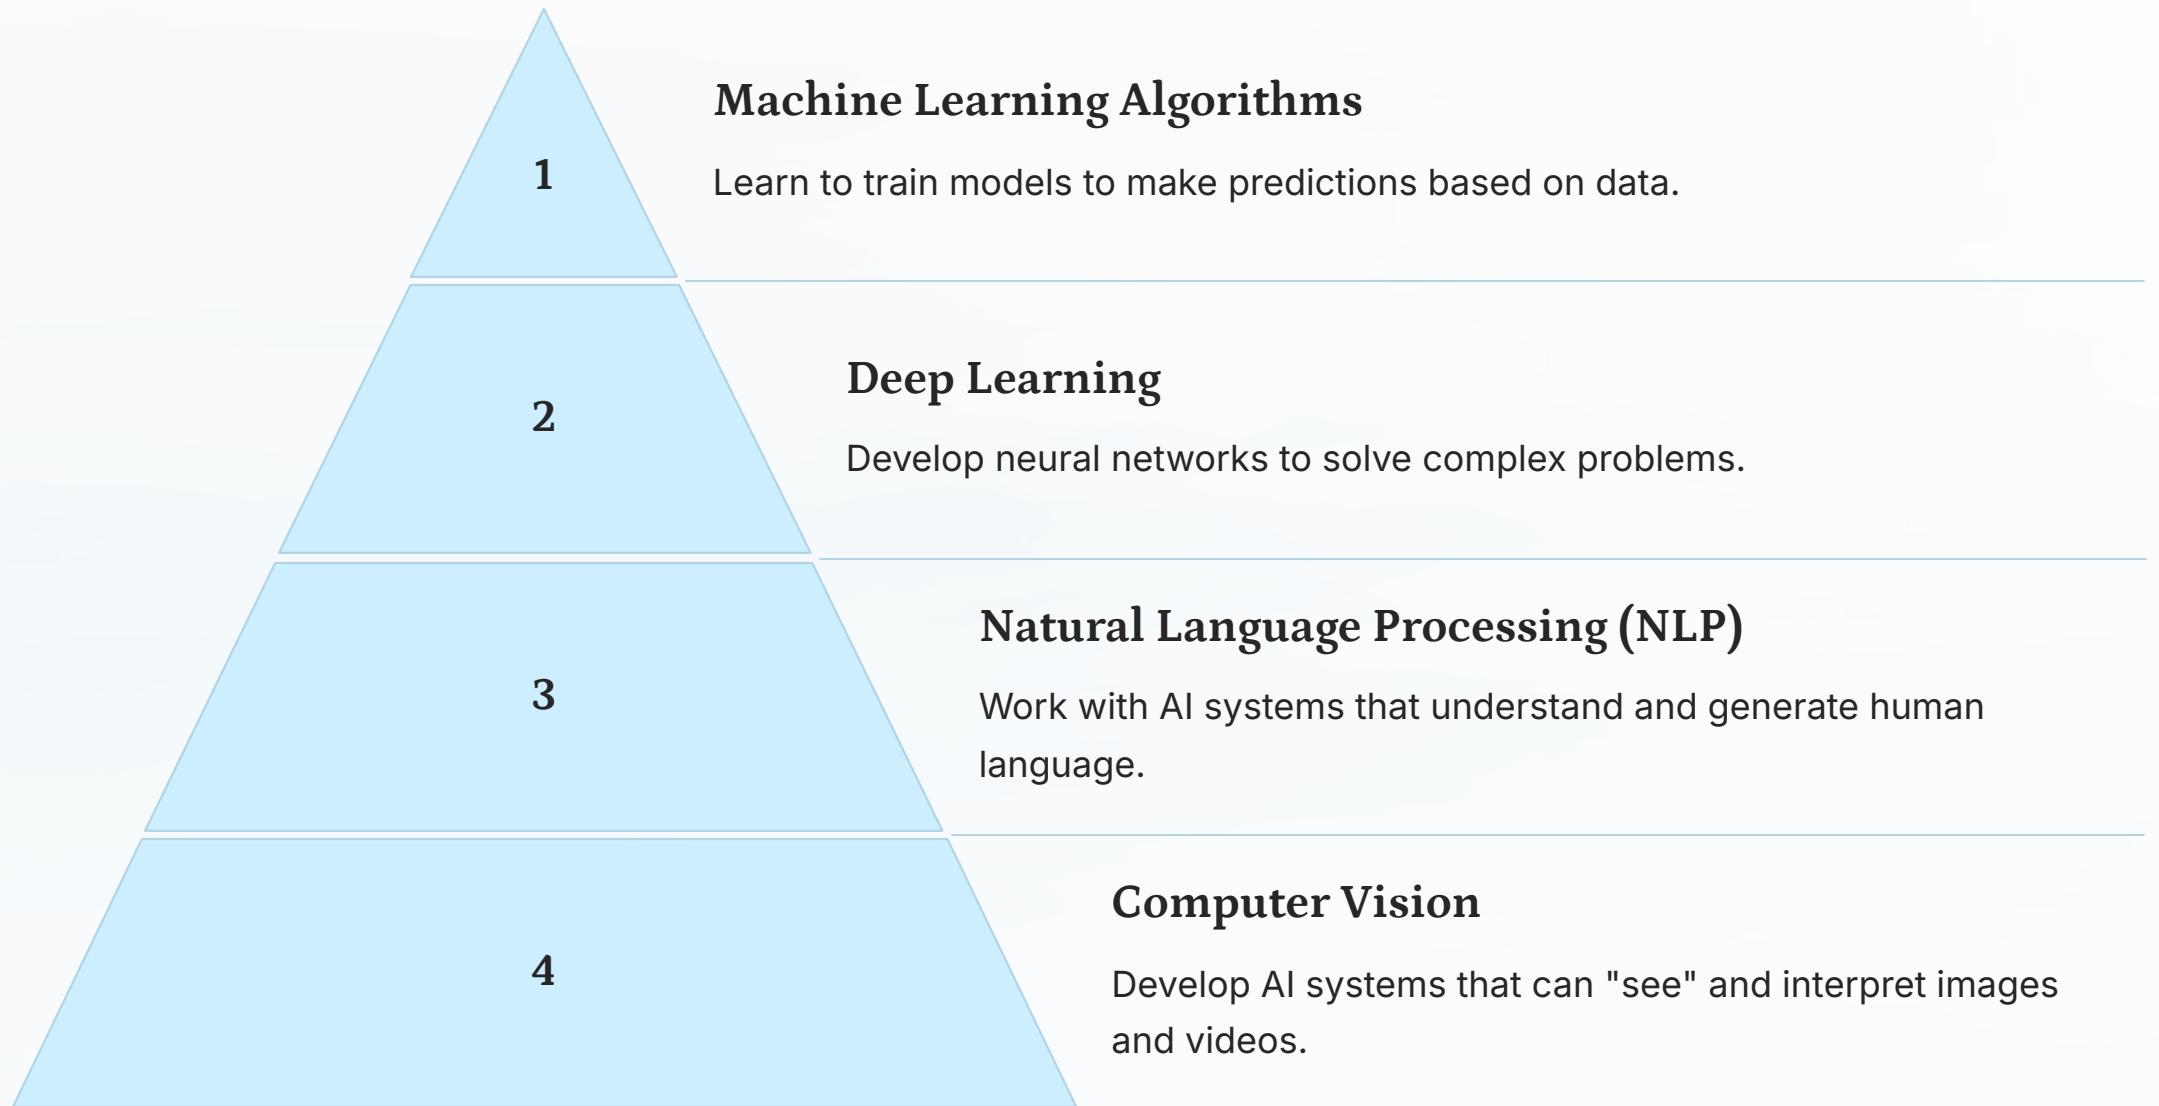 1
Machine Learning Algorithms
Learn to train models to make predictions based on data.
2
Deep Learning
Develop neural networks to solve complex problems.
3
Natural Language Processing (NLP)
Work with AI systems that understand and generate human
language.
4
Computer Vision
Develop AI systems that can "see" and interpret images
and videos.